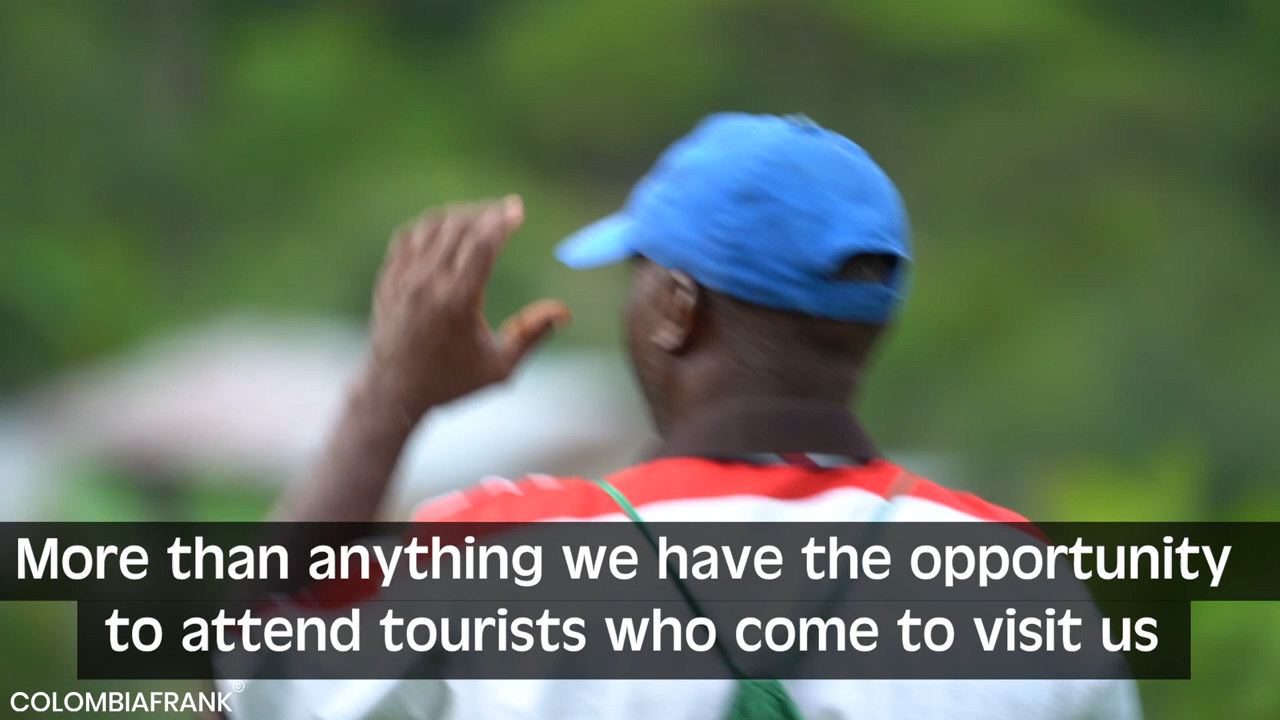 More than anything we have the opportunity
to attend tourists who come to visit us
COLOMBIAFRANK©